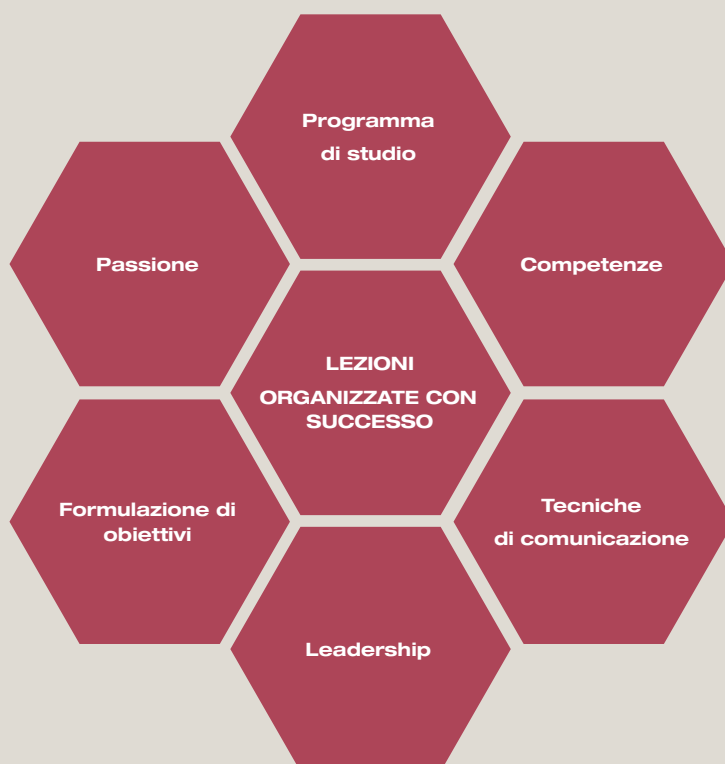 Programma
di studio
Passione
Competenze
LEZIONI
ORGANIZZATE CON
SUCCESSO
Formulazione di
obiettivi
Tecniche
di comunicazione
Leadership